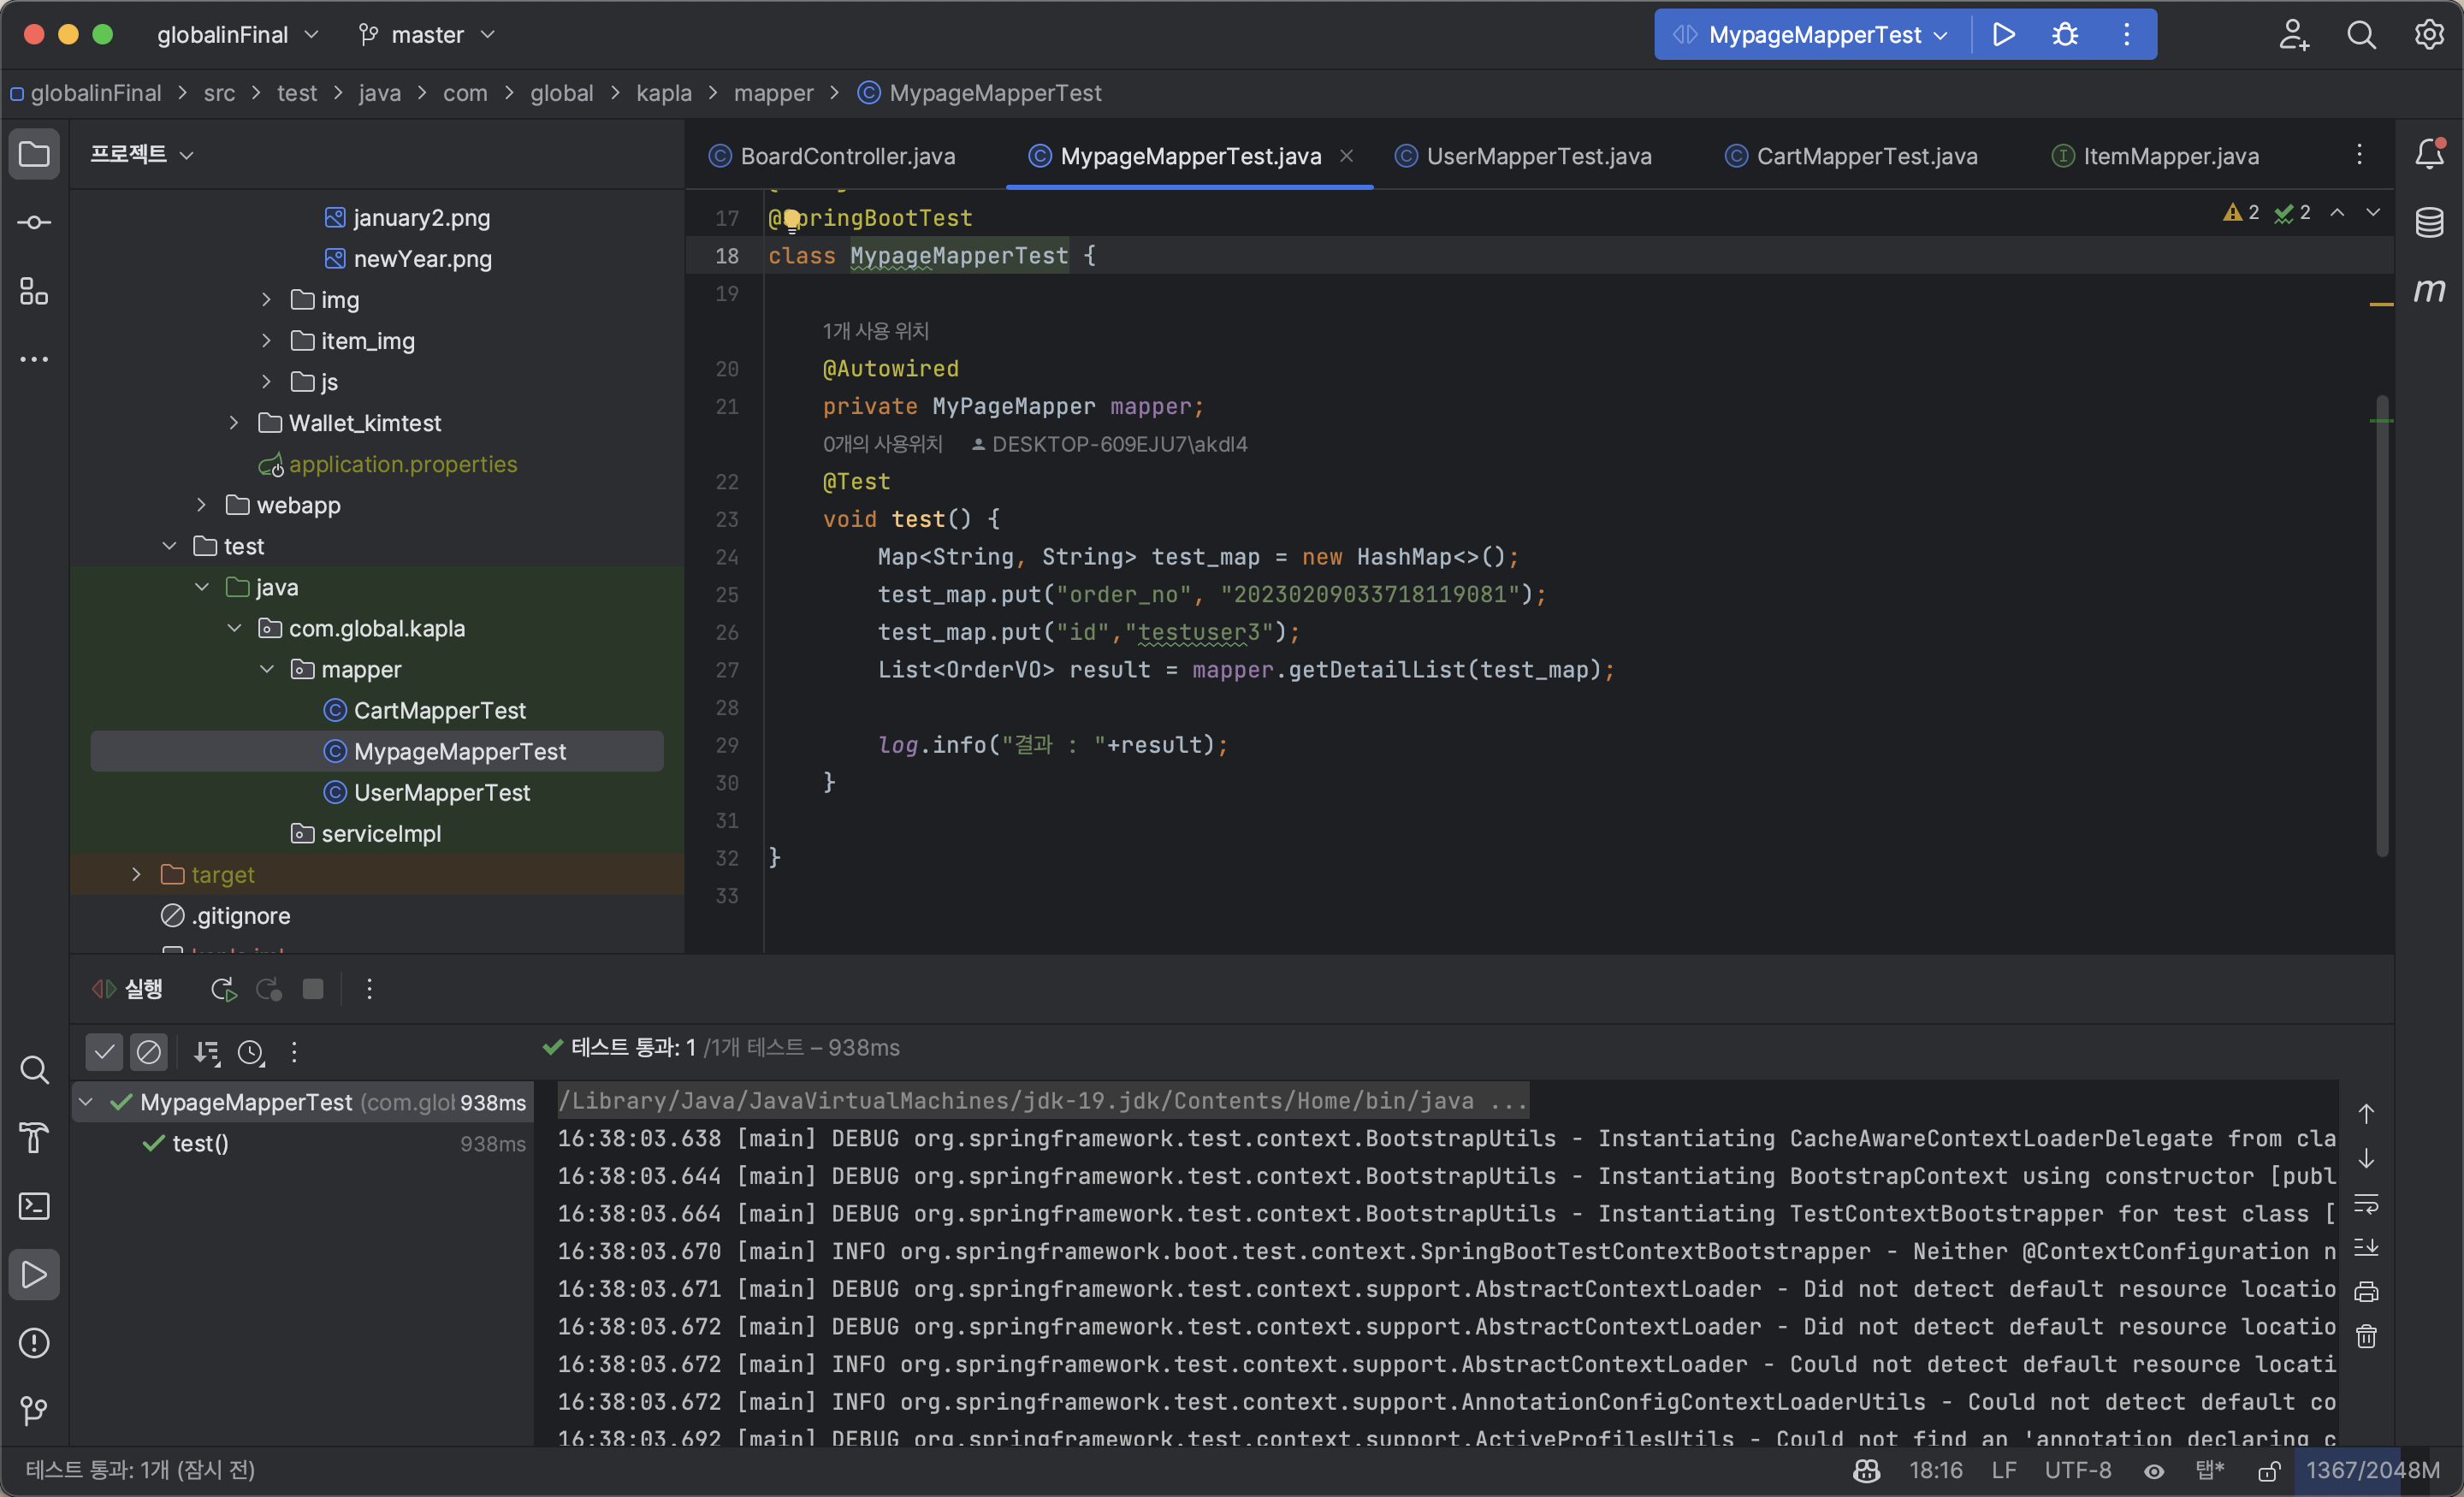 globalinFinal master MypageMapperTest
globalinFinal > src > test > java > com > global > kapla > mapper > MypageMapperTest
프로젝트
BoardController.java MypageMapperTest.java UserMapperTest.java CartMapperTest.java ItemMapper.java
january2.png
newYear.png
img
item_img
js
Wallet_kimtest
application.properties
webapp
test
java
com.global.kapla
mapper
CartMapperTest
MypageMapperTest
UserMapperTest
serviceImpl
target
.gitignore
2 2
17 @SpringBootTest
18 class MypageMapperTest {
19
1개 사용 위치
20 @Autowired
21 private MyPageMapper mapper;
0개의 사용위치 DESKTOP-609EJU7\akdl4
22 @Test
23 void test() {
24 Map<String, String> test_map = new HashMap<>();
25 test_map.put("order_no", "20230209033718119081");
26 test_map.put("id","testuser3");
27 List<OrderVO> result = mapper.getDetailList(test_map);
28
29 log.info("결과 : "+result);
30 }
31
32 }
33
실행
테스트 통과: 1 /1개 테스트 – 938ms
MypageMapperTest (com.glo 938ms
test() 938ms
/Library/Java/JavaVirtualMachines/jdk-19.jdk/Contents/Home/bin/java ...
16:38:03.638 [main] DEBUG org.springframework.test.context.BootstrapUtils - Instantiating CacheAwareContextLoaderDelegate from cla
16:38:03.644 [main] DEBUG org.springframework.test.context.BootstrapUtils - Instantiating BootstrapContext using constructor [publ
16:38:03.664 [main] DEBUG org.springframework.test.context.BootstrapUtils - Instantiating TestContextBootstrapper for test class [
16:38:03.670 [main] INFO org.springframework.boot.test.context.SpringBootTestContextBootstrapper - Neither @ContextConfiguration n
16:38:03.671 [main] DEBUG org.springframework.test.context.support.AbstractContextLoader - Did not detect default resource locatio
16:38:03.672 [main] DEBUG org.springframework.test.context.support.AbstractContextLoader - Did not detect default resource locatio
16:38:03.672 [main] INFO org.springframework.test.context.support.AbstractContextLoader - Could not detect default resource locati
16:38:03.672 [main] INFO org.springframework.test.context.support.AnnotationConfigContextLoaderUtils - Could not detect default co
16:38:03.692 [main] DEBUG org.springframework.test.context.support.ActiveProfilesUtils - Could not find an 'annotation declaring c
테스트 통과: 1개 (잠시 전) 18:16 LF UTF-8 탭* 1367/2048M